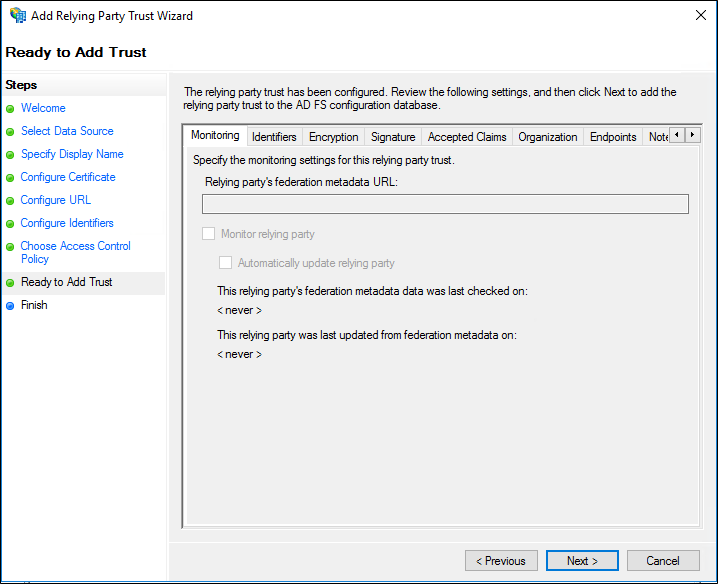 Add Relying Party Trust Wizard
Ready to Add Trust
Steps
Welcome
Select Data Source
Specify Display Name
Configure Certificate
Configure URL
Configure Identifiers
Choose Access Control
Policy
Ready to Add Trust
Finish
The relying party trust has been configured. Review the following settings, and then click Next to add the
relying party trust to the AD FS configuration database.
Monitoring Identifiers Encryption Signature Accepted Claims Organization Endpoints Note
Specify the monitoring settings for this relying party trust.
Relying party's federation metadata URL:
Monitor relying party
Automatically update relying party
This relying party's federation metadata data was last checked on:
< never >
This relying party was last updated from federation metadata on:
< never >
< Previous Next > Cancel